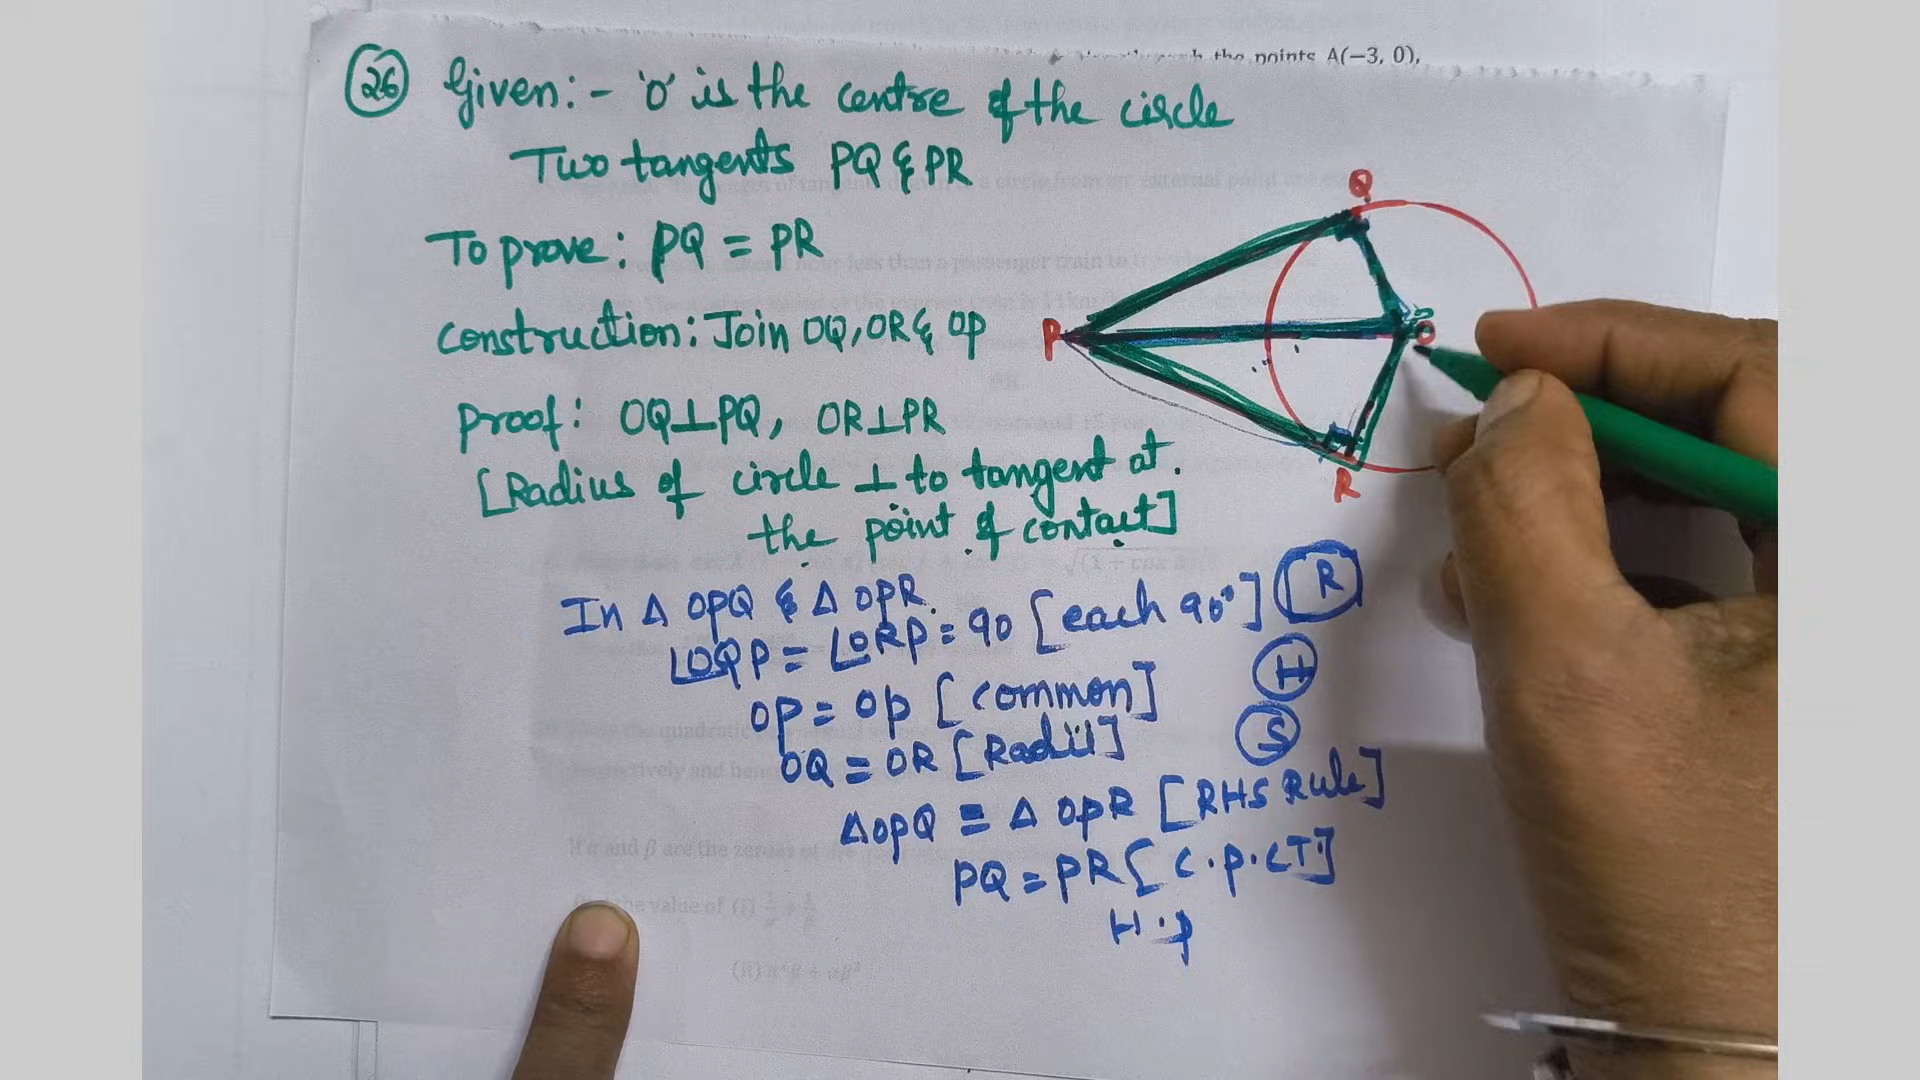 the points A(−3, 0),
26 Given:- 'O' is the centre of the circle
Two tangents PQ & PR
To prove: PQ = PR
construction: Join OQ, OR & OP
Proof: OQ⊥PQ, OR⊥PR
[Radius of circle ⊥ to tangent at
the point of contact]
In Δ OPQ & Δ OPR
∠OQP = ∠ORP = 90 [each 90°] R
OP = OP [common] H
OQ = OR [Radii] S
ΔOPQ ≅ Δ OPR [RHS Rule]
PQ = PR [C.P.CT]
H.P
Q
P
O
R